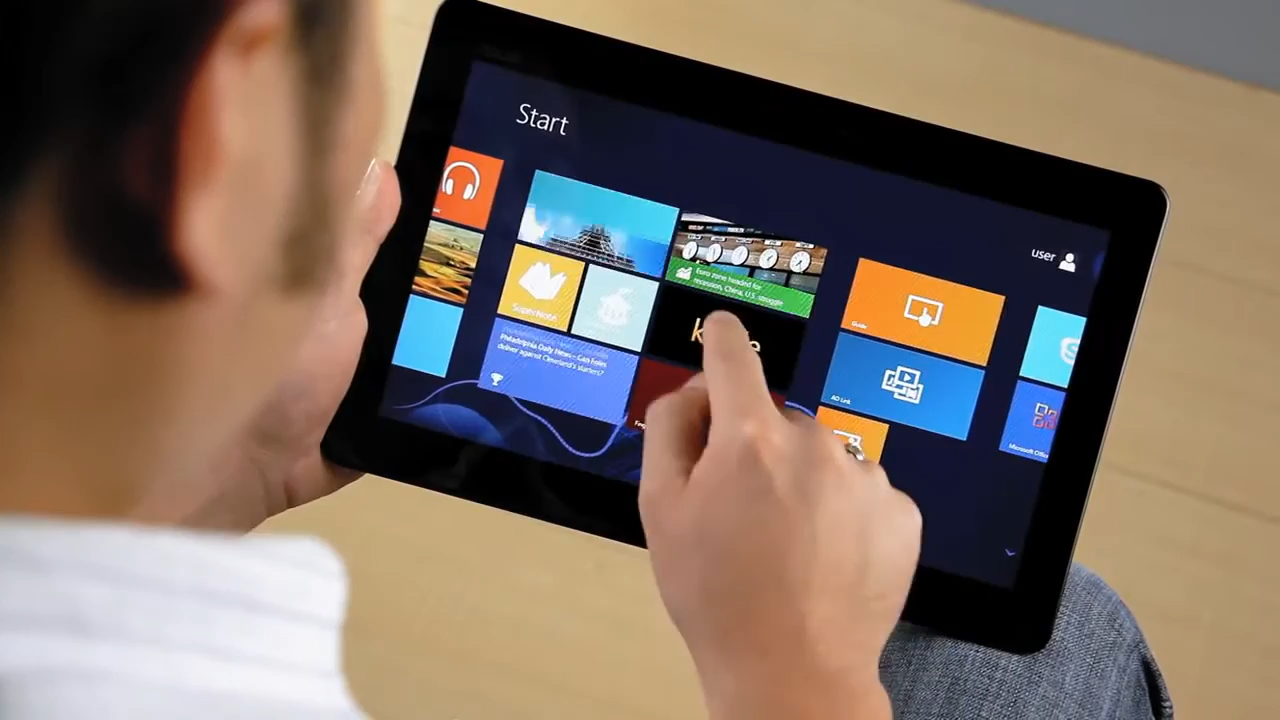 Start
user
Euro zone headed for
recession, China, U.S. struggle
SuperNote
Philadelphia Daily News - Can Foles
deliver against Cleveland's starters?
Guide
AO Link
Microsoft Office